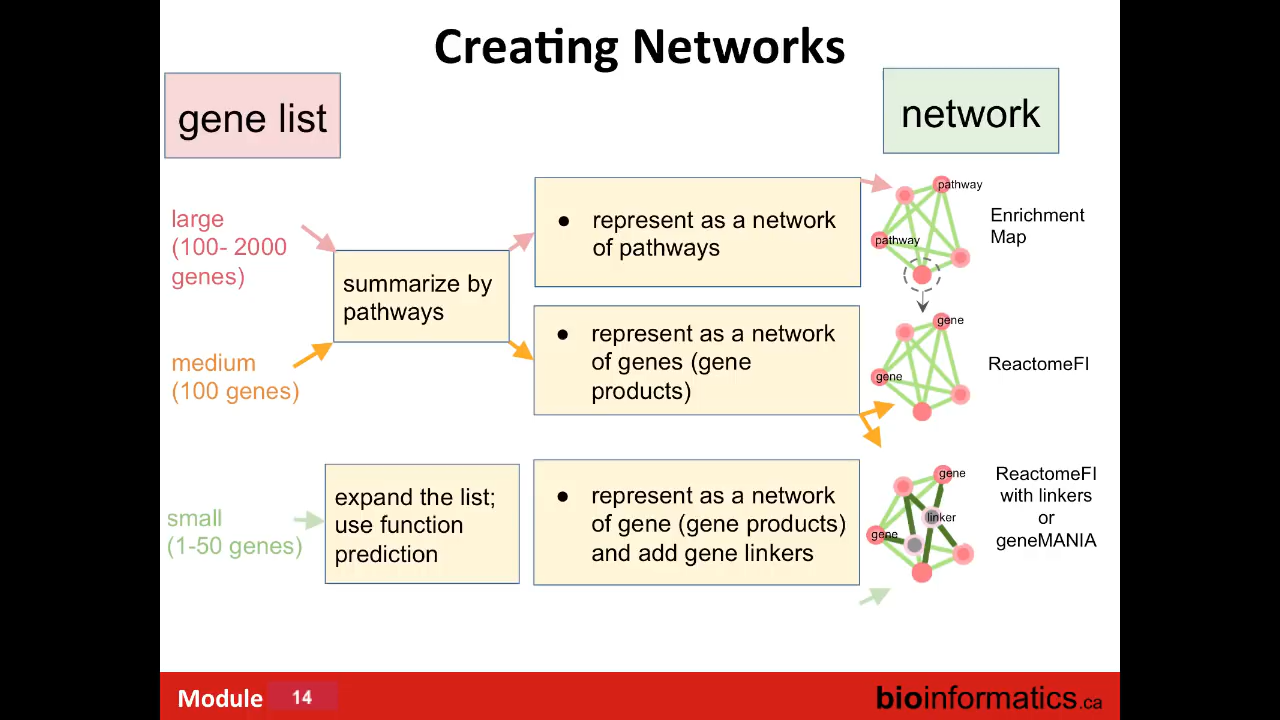 Creating Networks
gene list
network
large
(100- 2000
genes)
medium
(100 genes)
small
(1-50 genes)
summarize by
pathways
expand the list;
use function
prediction
● represent as a network
of pathways
● represent as a network
of genes (gene
products)
● represent as a network
of gene (gene products)
and add gene linkers
pathway
pathway
Enrichment
Map
gene
gene
ReactomeFI
gene
linker
gene
ReactomeFI
with linkers
or
geneMANIA
Module 14
bioinformatics.ca